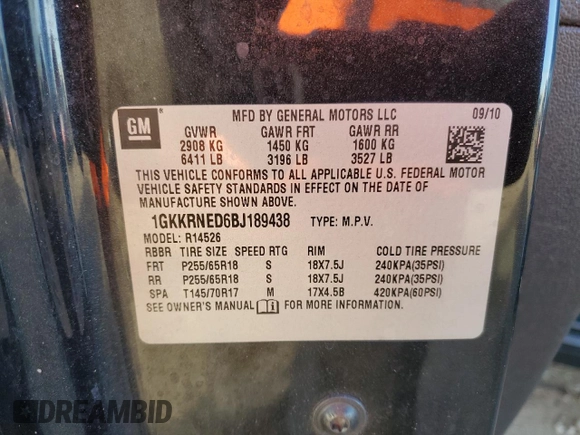 GM
MFD BY GENERAL MOTORS LLC 09/10
GVWR GAWR FRT GAWR RR
2908 KG 1450 KG 1600 KG
6411 LB 3196 LB 3527 LB
THIS VEHICLE CONFORMS TO ALL APPLICABLE U.S. FEDERAL MOTOR
VEHICLE SAFETY STANDARDS IN EFFECT ON THE DATE OF
MANUFACTURE SHOWN ABOVE.
1GKKRNED6BJ189438 TYPE: M.P.V.
MODEL: R14526
RBBR TIRE SIZE SPEED RTG RIM COLD TIRE PRESSURE
FRT P255/65R18 S 18X7.5J 240KPA(35PSI)
RR P255/65R18 S 18X7.5J 240KPA(35PSI)
SPA T145/70R17 M 17X4.5B 420KPA(60PSI)
SEE OWNER'S MANUAL FOR MORE INFORMATION.
DREAMBID